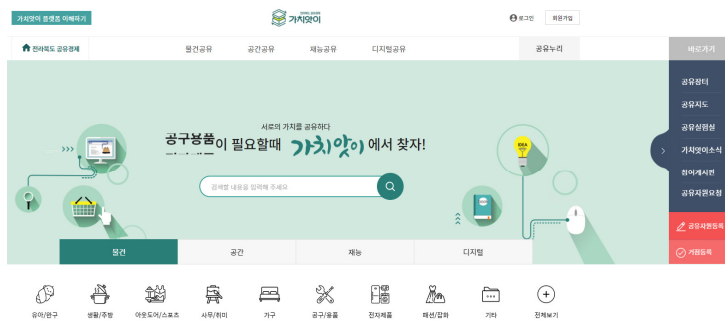 가치앗이 플랫폼 이해하기
가치앗이
로그인
회원가입
전라북도 공유경제
물건공유
공간공유
재능공유
디지털공유
공유누리
바로가기
서로의 가치를 공유하다
공구용품이 필요할때 가치앗이에서 찾자!
검색할 내용을 입력해 주세요
IDEA
공유장터
공유지도
공유실험실
가치앗이소식
참여게시판
공유자원요청
공유자원등록
거점등록
물건
공간
재능
디지털
유아/완구
생활/주방
아웃도어/스포츠
사무/취미
가구
공구/용품
전자제품
패션/잡화
기타
전체보기